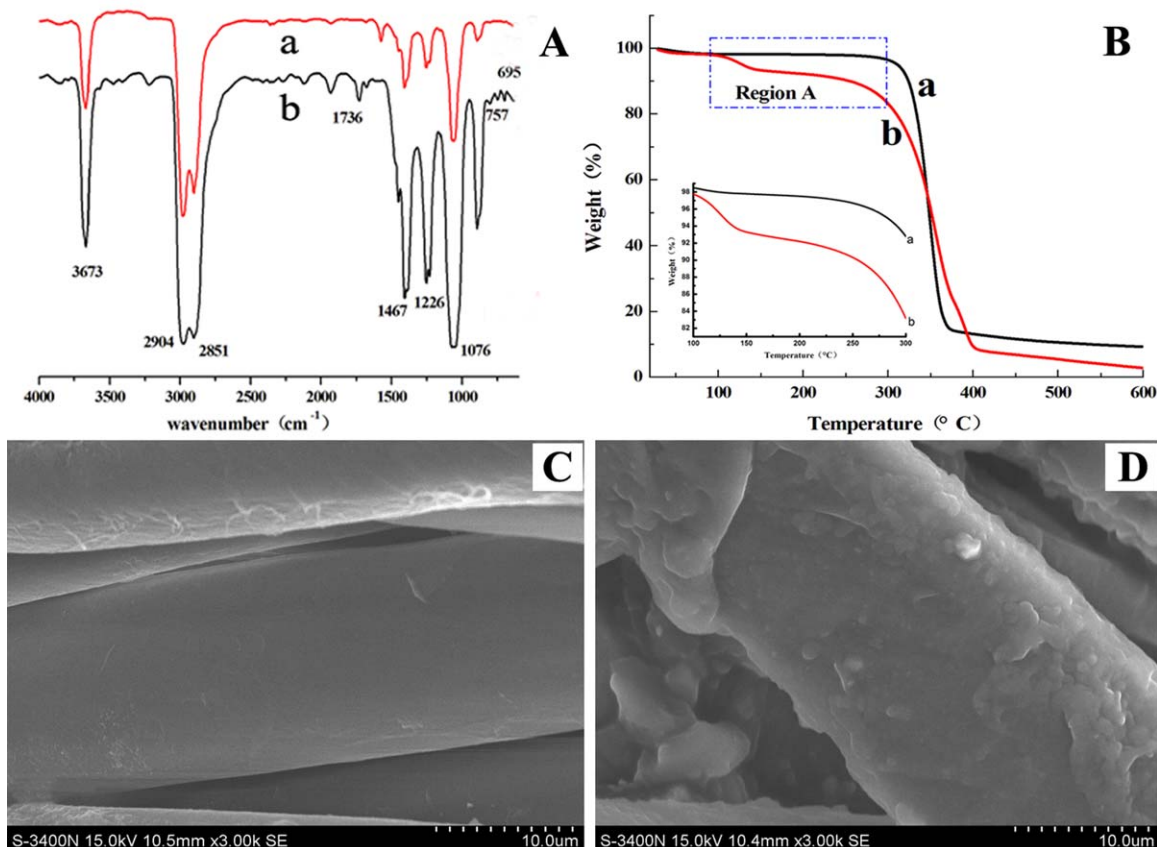 A
a
b
695
757
1736
3673
1467
1226
2904
2851
1076
4000 3500 3000 2500 2000 1500 1000
wavenumber (cm⁻¹)
B
100
80
60
40
20
0
Weight (%)
Region A
a
b
98
96
94
92
90
88
86
84
82
Weight (%)
a
b
100 150 200 250 300
Temperature (°C)
100 200 300 400 500 600
Temperature (° C)
C
S-3400N 15.0kV 10.5mm x3.00k SE 10.0um
D
S-3400N 15.0kV 10.4mm x3.00k SE 10.0um